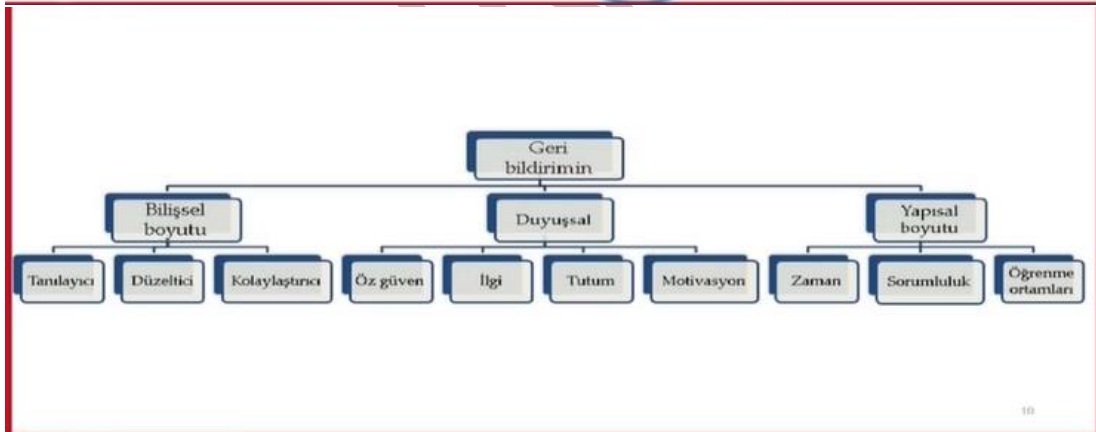 Geri
bildirimin
Bilişsel
boyutu
Duyuşsal
Yapısal
boyutu
Tanılayıcı
Düzeltici
Kolaylaştırıcı
Öz güven
İlgi
Tutum
Motivasyon
Zaman
Sorumluluk
Öğrenme
ortamları
10